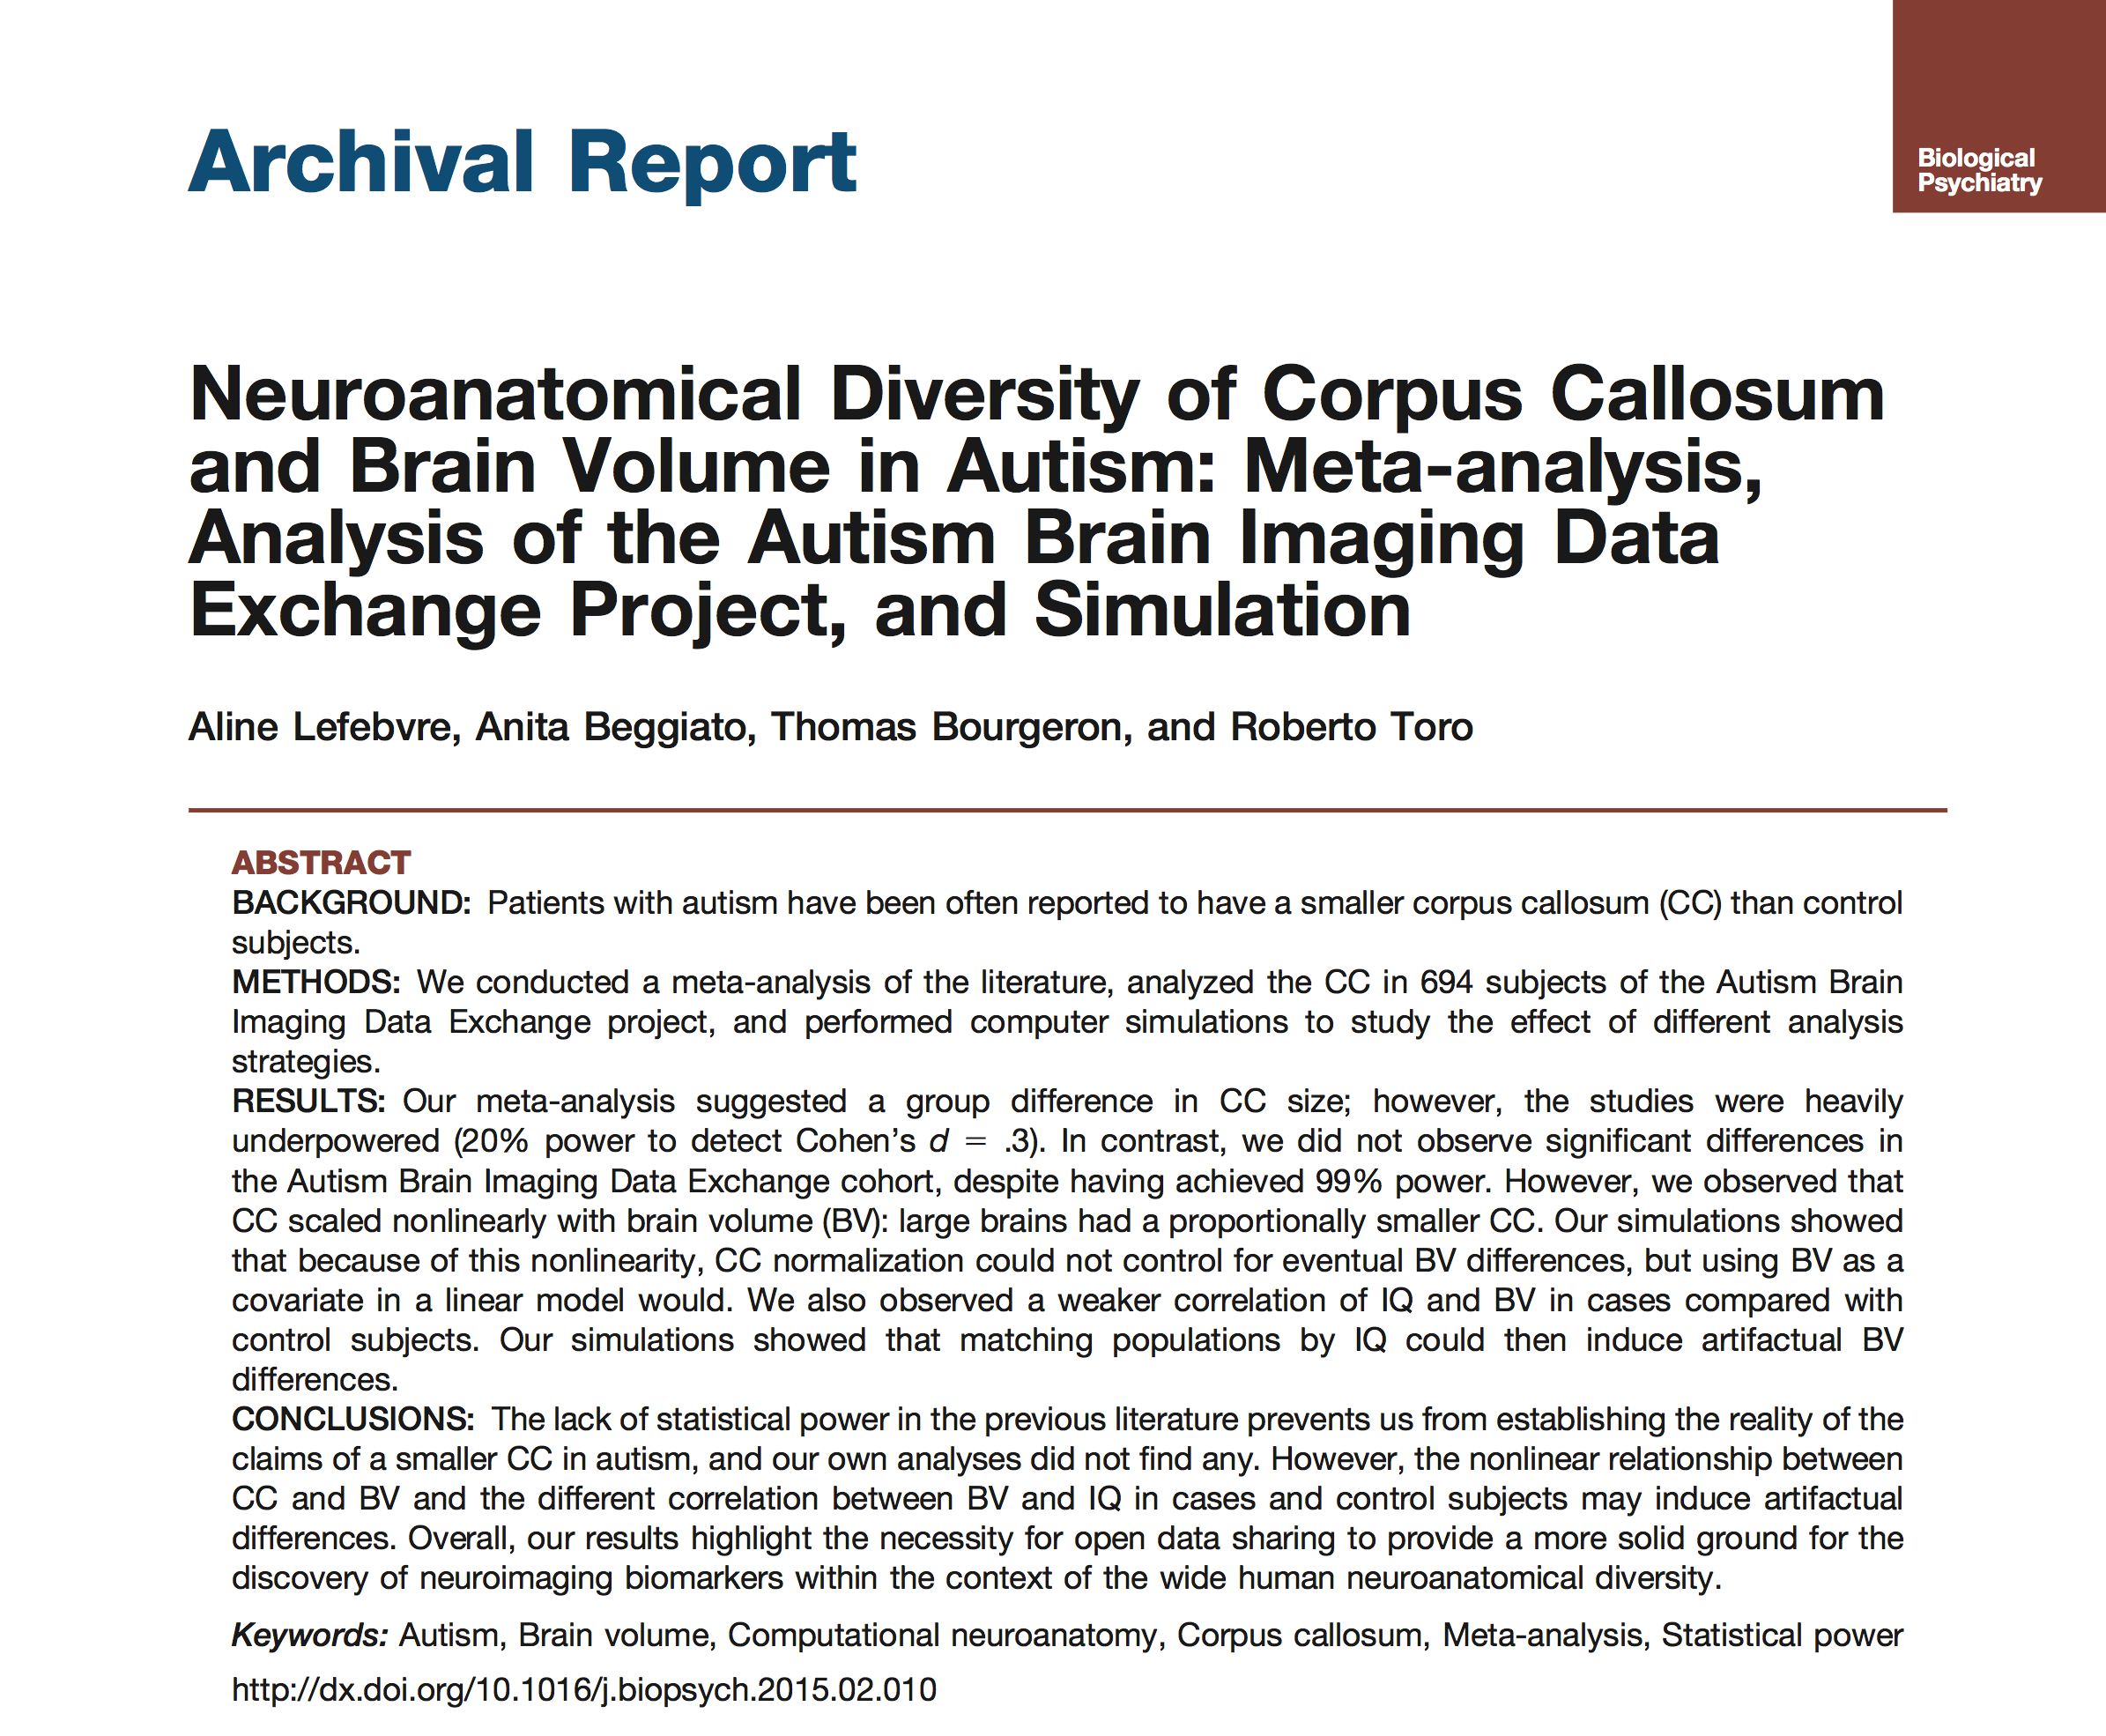 Archival Report
Biological
Psychiatry
Neuroanatomical Diversity of Corpus Callosum
and Brain Volume in Autism: Meta-analysis,
Analysis of the Autism Brain Imaging Data
Exchange Project, and Simulation
Aline Lefebvre, Anita Beggiato, Thomas Bourgeron, and Roberto Toro
ABSTRACT
BACKGROUND: Patients with autism have been often reported to have a smaller corpus callosum (CC) than control
subjects.
METHODS: We conducted a meta-analysis of the literature, analyzed the CC in 694 subjects of the Autism Brain
Imaging Data Exchange project, and performed computer simulations to study the effect of different analysis
strategies.
RESULTS: Our meta-analysis suggested a group difference in CC size; however, the studies were heavily
underpowered (20% power to detect Cohen's d = .3). In contrast, we did not observe significant differences in
the Autism Brain Imaging Data Exchange cohort, despite having achieved 99% power. However, we observed that
CC scaled nonlinearly with brain volume (BV): large brains had a proportionally smaller CC. Our simulations showed
that because of this nonlinearity, CC normalization could not control for eventual BV differences, but using BV as a
covariate in a linear model would. We also observed a weaker correlation of IQ and BV in cases compared with
control subjects. Our simulations showed that matching populations by IQ could then induce artifactual BV
differences.
CONCLUSIONS: The lack of statistical power in the previous literature prevents us from establishing the reality of the
claims of a smaller CC in autism, and our own analyses did not find any. However, the nonlinear relationship between
CC and BV and the different correlation between BV and IQ in cases and control subjects may induce artifactual
differences. Overall, our results highlight the necessity for open data sharing to provide a more solid ground for the
discovery of neuroimaging biomarkers within the context of the wide human neuroanatomical diversity.
Keywords: Autism, Brain volume, Computational neuroanatomy, Corpus callosum, Meta-analysis, Statistical power
http://dx.doi.org/10.1016/j.biopsych.2015.02.010